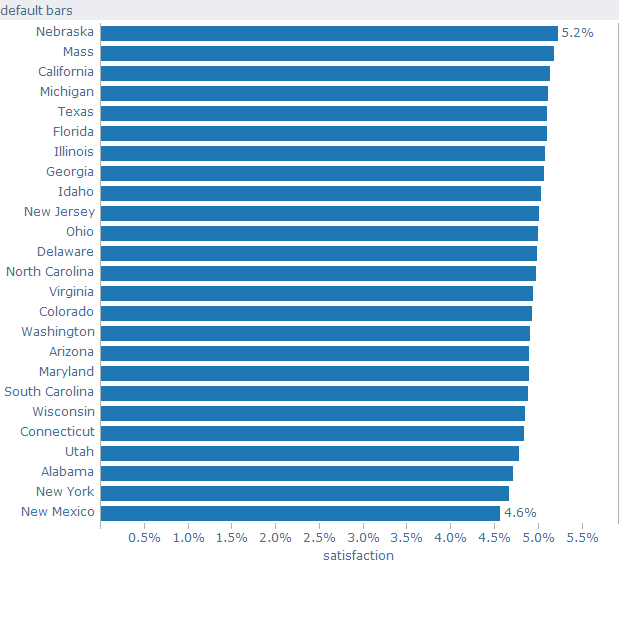 default bars
Nebraska 5.2%
Mass
California
Michigan
Texas
Florida
Illinois
Georgia
Idaho
New Jersey
Ohio
Delaware
North Carolina
Virginia
Colorado
Washington
Arizona
Maryland
South Carolina
Wisconsin
Connecticut
Utah
Alabama
New York
New Mexico 4.6%
0.5% 1.0% 1.5% 2.0% 2.5% 3.0% 3.5% 4.0% 4.5% 5.0% 5.5%
satisfaction